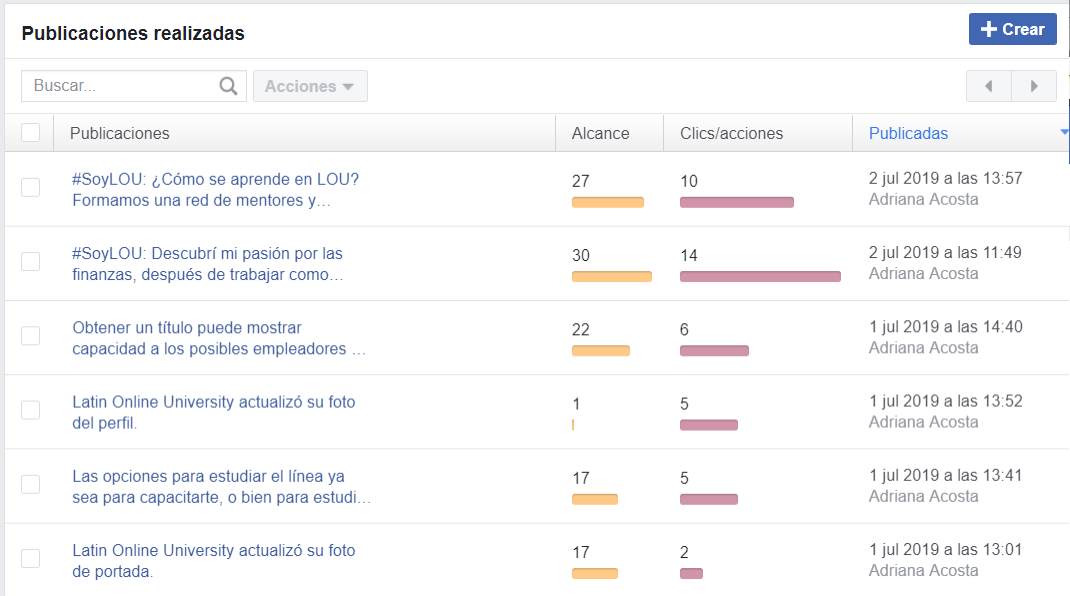 Publicaciones realizadas
Crear
Buscar...
Acciones
Publicaciones Alcance Clics/acciones Publicadas
#SoyLOU: ¿Cómo se aprende en LOU? 27 10 2 jul 2019 a las 13:57
Formamos una red de mentores y… Adriana Acosta
#SoyLOU: Descubrí mi pasión por las 30 14 2 jul 2019 a las 11:49
finanzas, después de trabajar como… Adriana Acosta
Obtener un título puede mostrar 22 6 1 jul 2019 a las 14:40
capacidad a los posibles empleadores … Adriana Acosta
Latin Online University actualizó su foto 1 5 1 jul 2019 a las 13:52
del perfil. Adriana Acosta
Las opciones para estudiar el línea ya 17 5 1 jul 2019 a las 13:41
sea para capacitarte, o bien para estudi… Adriana Acosta
Latin Online University actualizó su foto 17 2 1 jul 2019 a las 13:01
de portada. Adriana Acosta